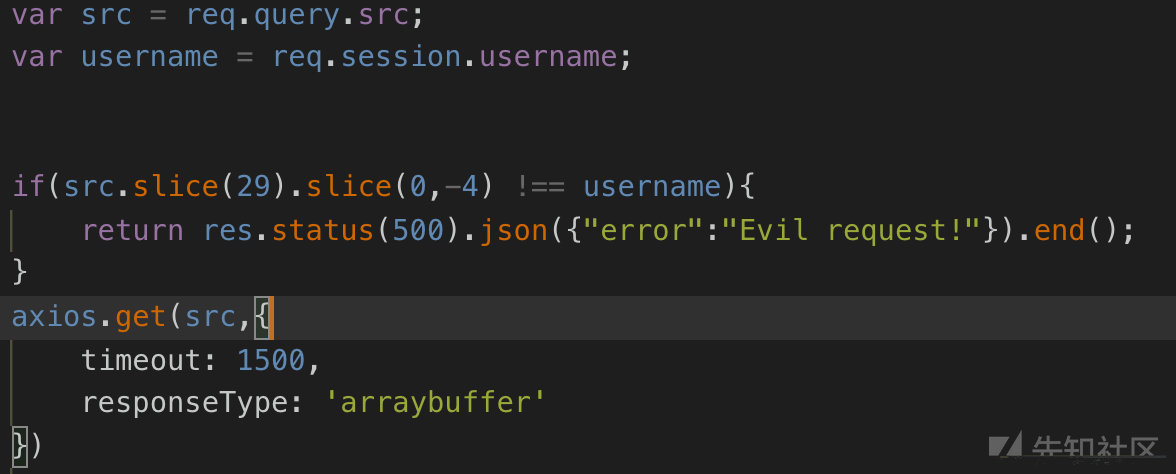 var src = req.query.src;
var username = req.session.username;
if(src.slice(29).slice(0,-4) !== username){
    return res.status(500).json({"error":"Evil request!"}).end();
}
axios.get(src,{
    timeout: 1500,
    responseType: 'arraybuffer'
})
先知社区